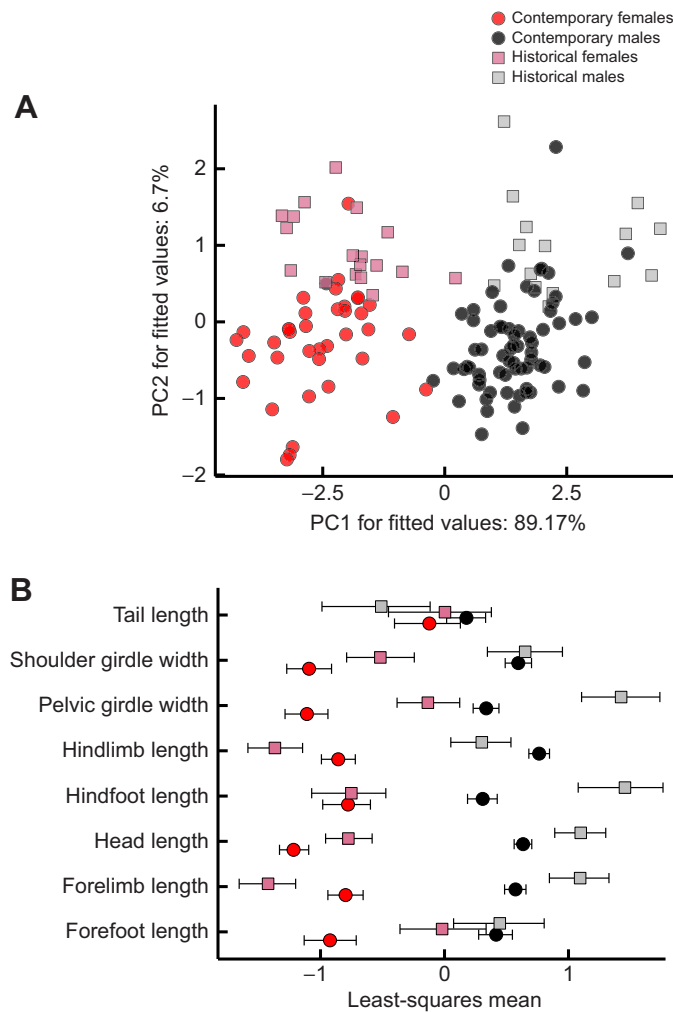 Contemporary females
Contemporary males
Historical females
Historical males
A
2
1
0
−1
−2
PC2 for fitted values: 6.7%
−2.5
0
2.5
PC1 for fitted values: 89.17%
B
Tail length
Shoulder girdle width
Pelvic girdle width
Hindlimb length
Hindfoot length
Head length
Forelimb length
Forefoot length
−1
0
1
Least-squares mean